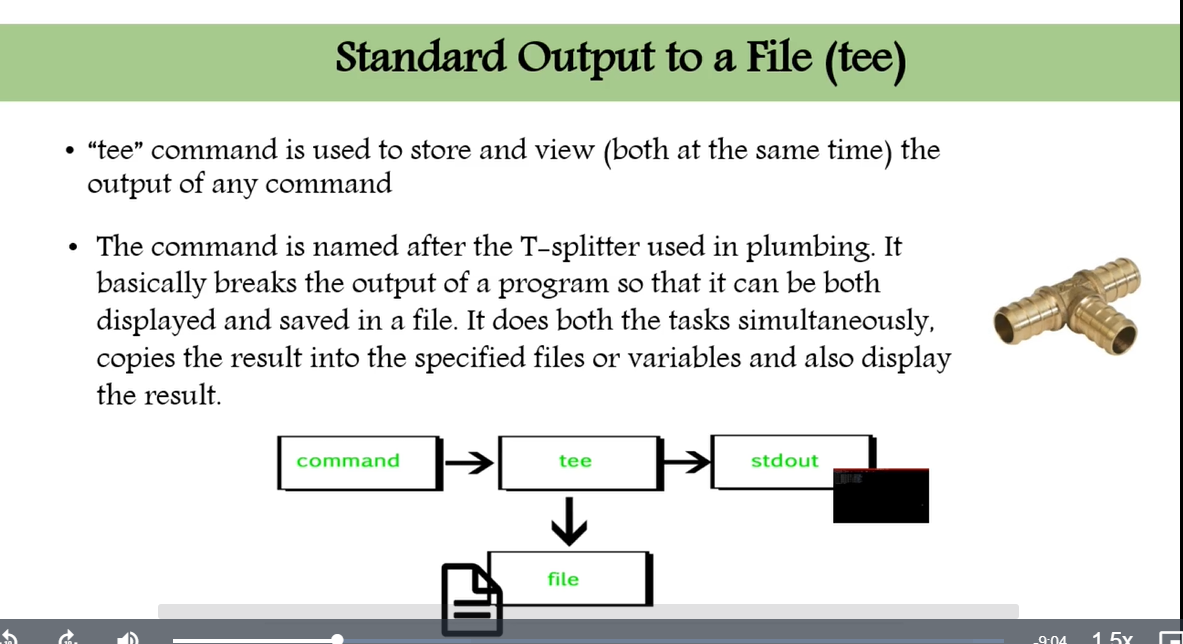 Standard Output to a File (tee)
• “tee” command is used to store and view (both at the same time) the
output of any command
• The command is named after the T-splitter used in plumbing. It
basically breaks the output of a program so that it can be both
displayed and saved in a file. It does both the tasks simultaneously,
copies the result into the specified files or variables and also display
the result.
command
tee
stdout
file
-9:04
1.5x